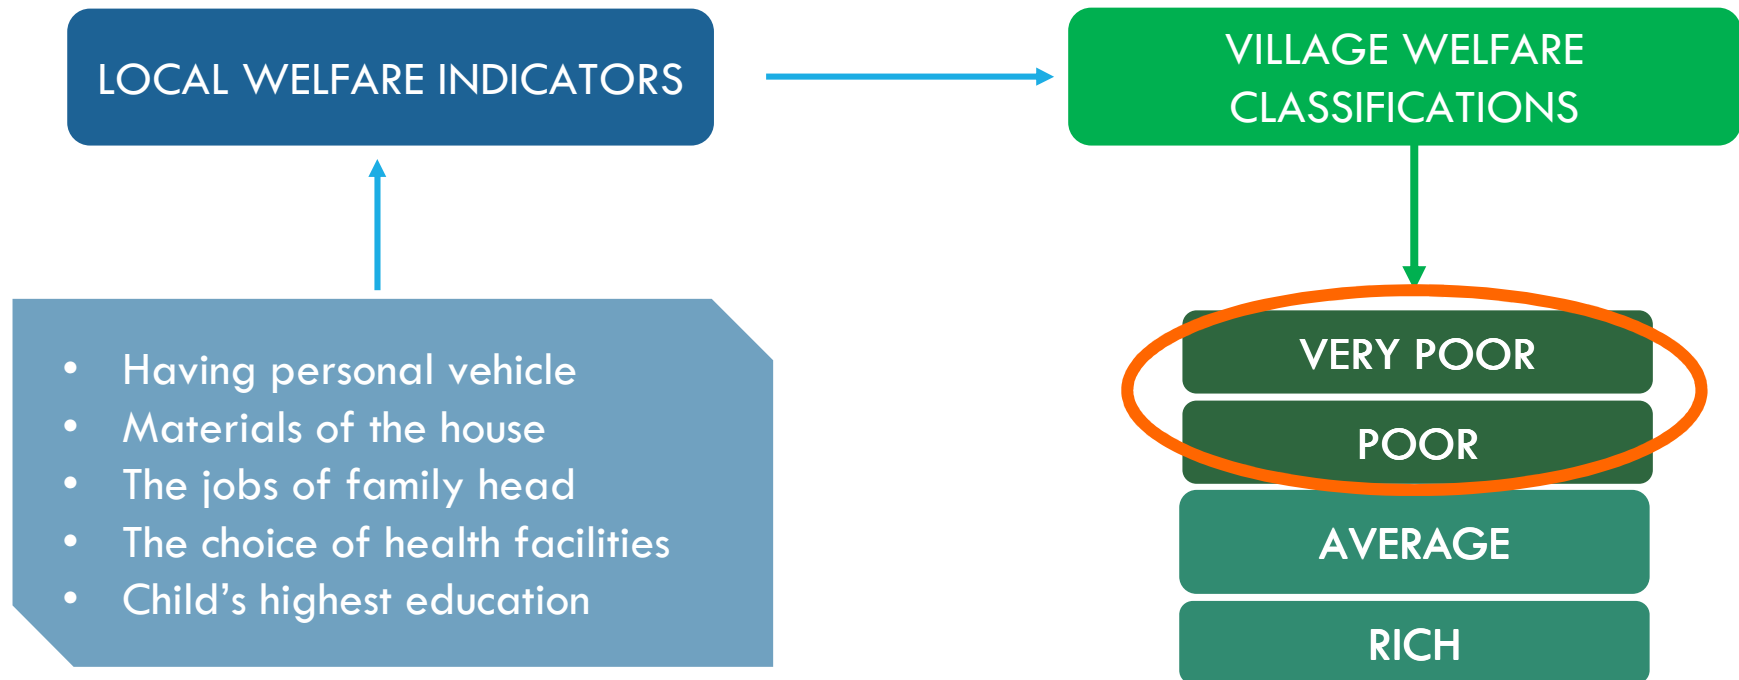 LOCAL WELFARE INDICATORS
VILLAGE WELFARE
CLASSIFICATIONS
• Having personal vehicle
• Materials of the house
• The jobs of family head
• The choice of health facilities
• Child’s highest education
VERY POOR
POOR
AVERAGE
RICH